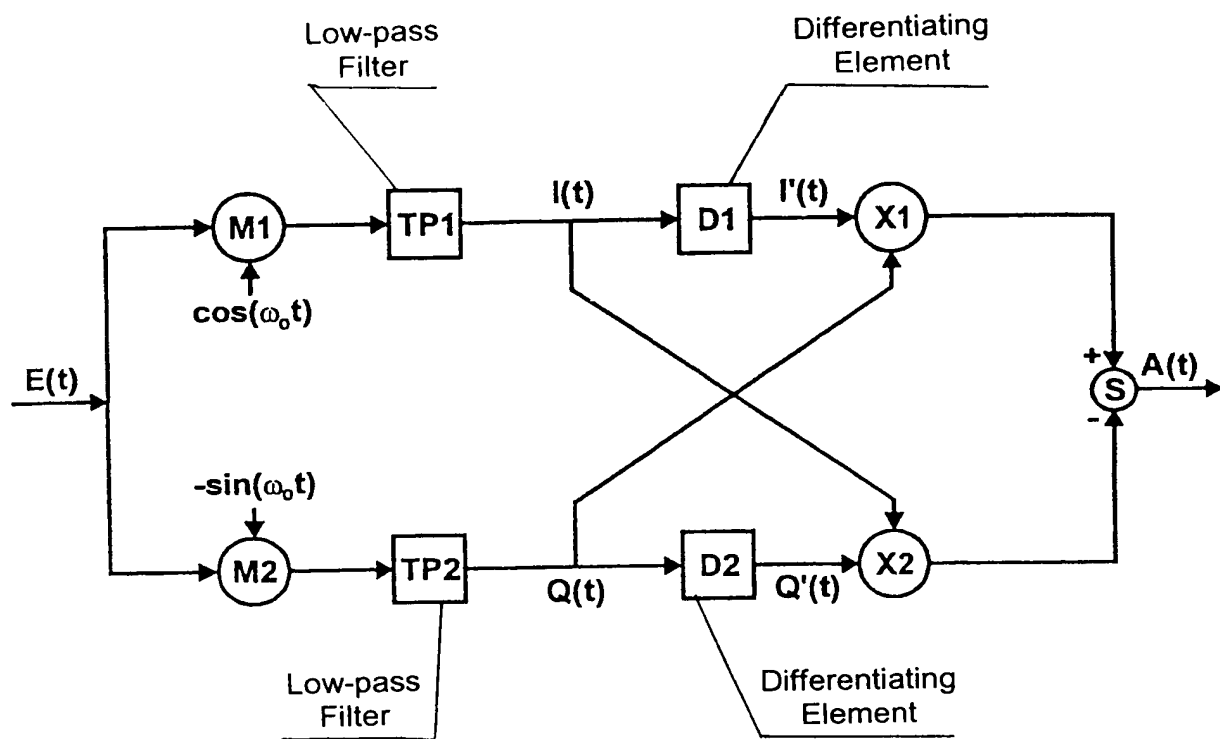 Low-pass
Filter
Differentiating
Element
I(t)
I'(t)
M1
TP1
D1
X1
cos(ωot)
E(t)
+
S
A(t)
-
-sin(ωot)
M2
TP2
D2
X2
Q(t)
Q'(t)
Low-pass
Filter
Differentiating
Element